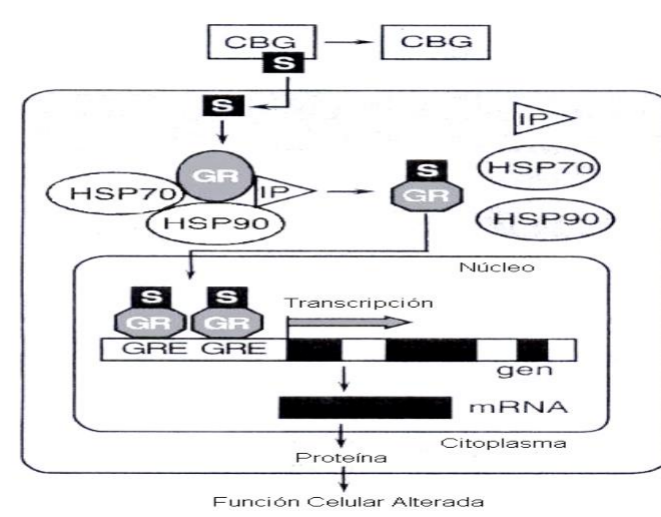 CBG CBG
S
S
IP
GR
S
HSP70
HSP70 IP
GR
HSP90
HSP90
Núcleo
S S
Transcripción
GR GR
GRE GRE
gen
mRNA
Citoplasma
Proteína
Función Celular Alterada